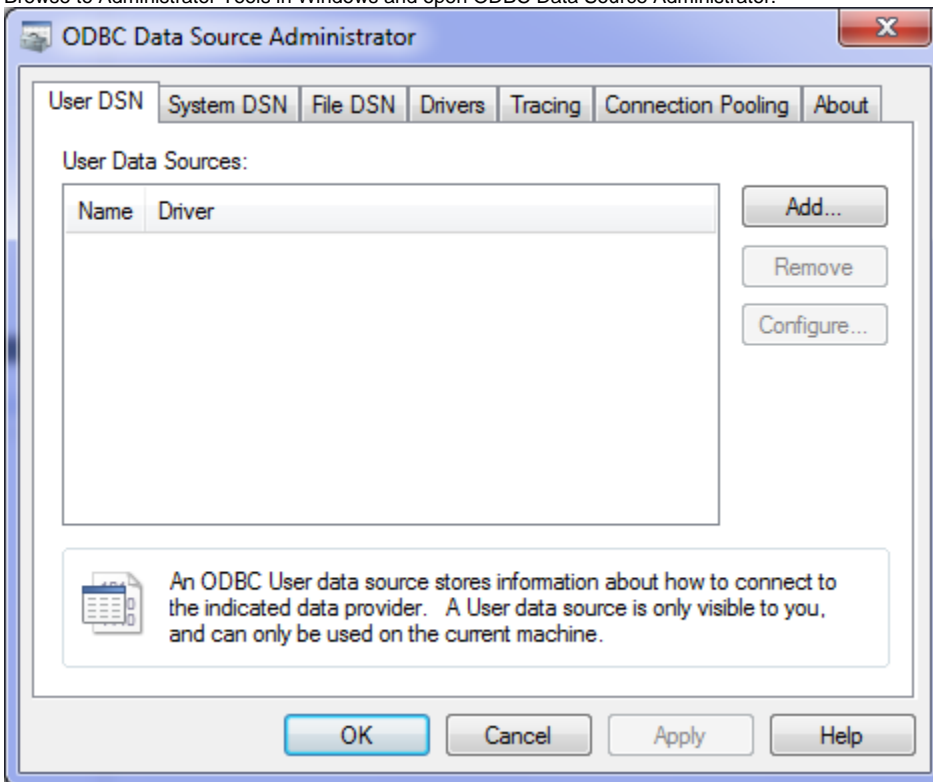 Browse to Administrator Tools in Windows and open ODBC Data Source Administrator.
ODBC Data Source Administrator
User DSN System DSN File DSN Drivers Tracing Connection Pooling About
User Data Sources:
Name Driver
Add...
Remove
Configure...
An ODBC User data source stores information about how to connect to
the indicated data provider. A User data source is only visible to you,
and can only be used on the current machine.
OK Cancel Apply Help